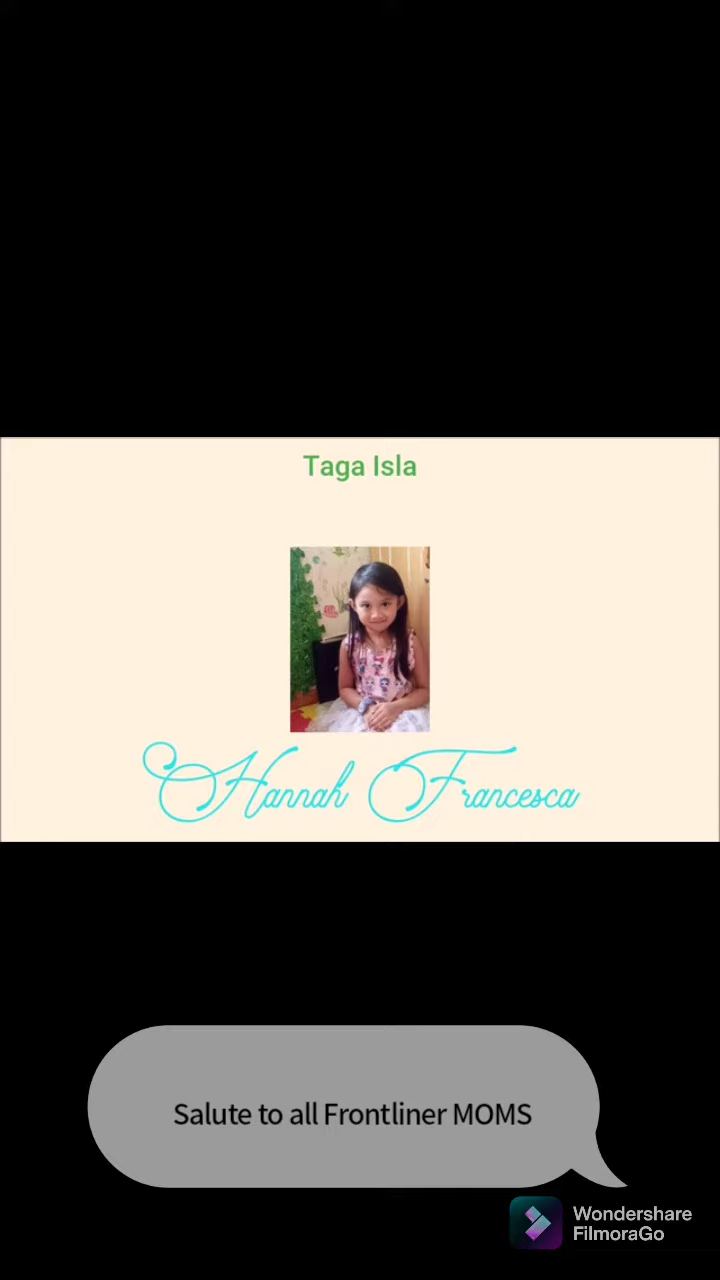 Taga Isla
Hannah Francesca
Salute to all Frontliner MOMS
Wondershare
FilmoraGo